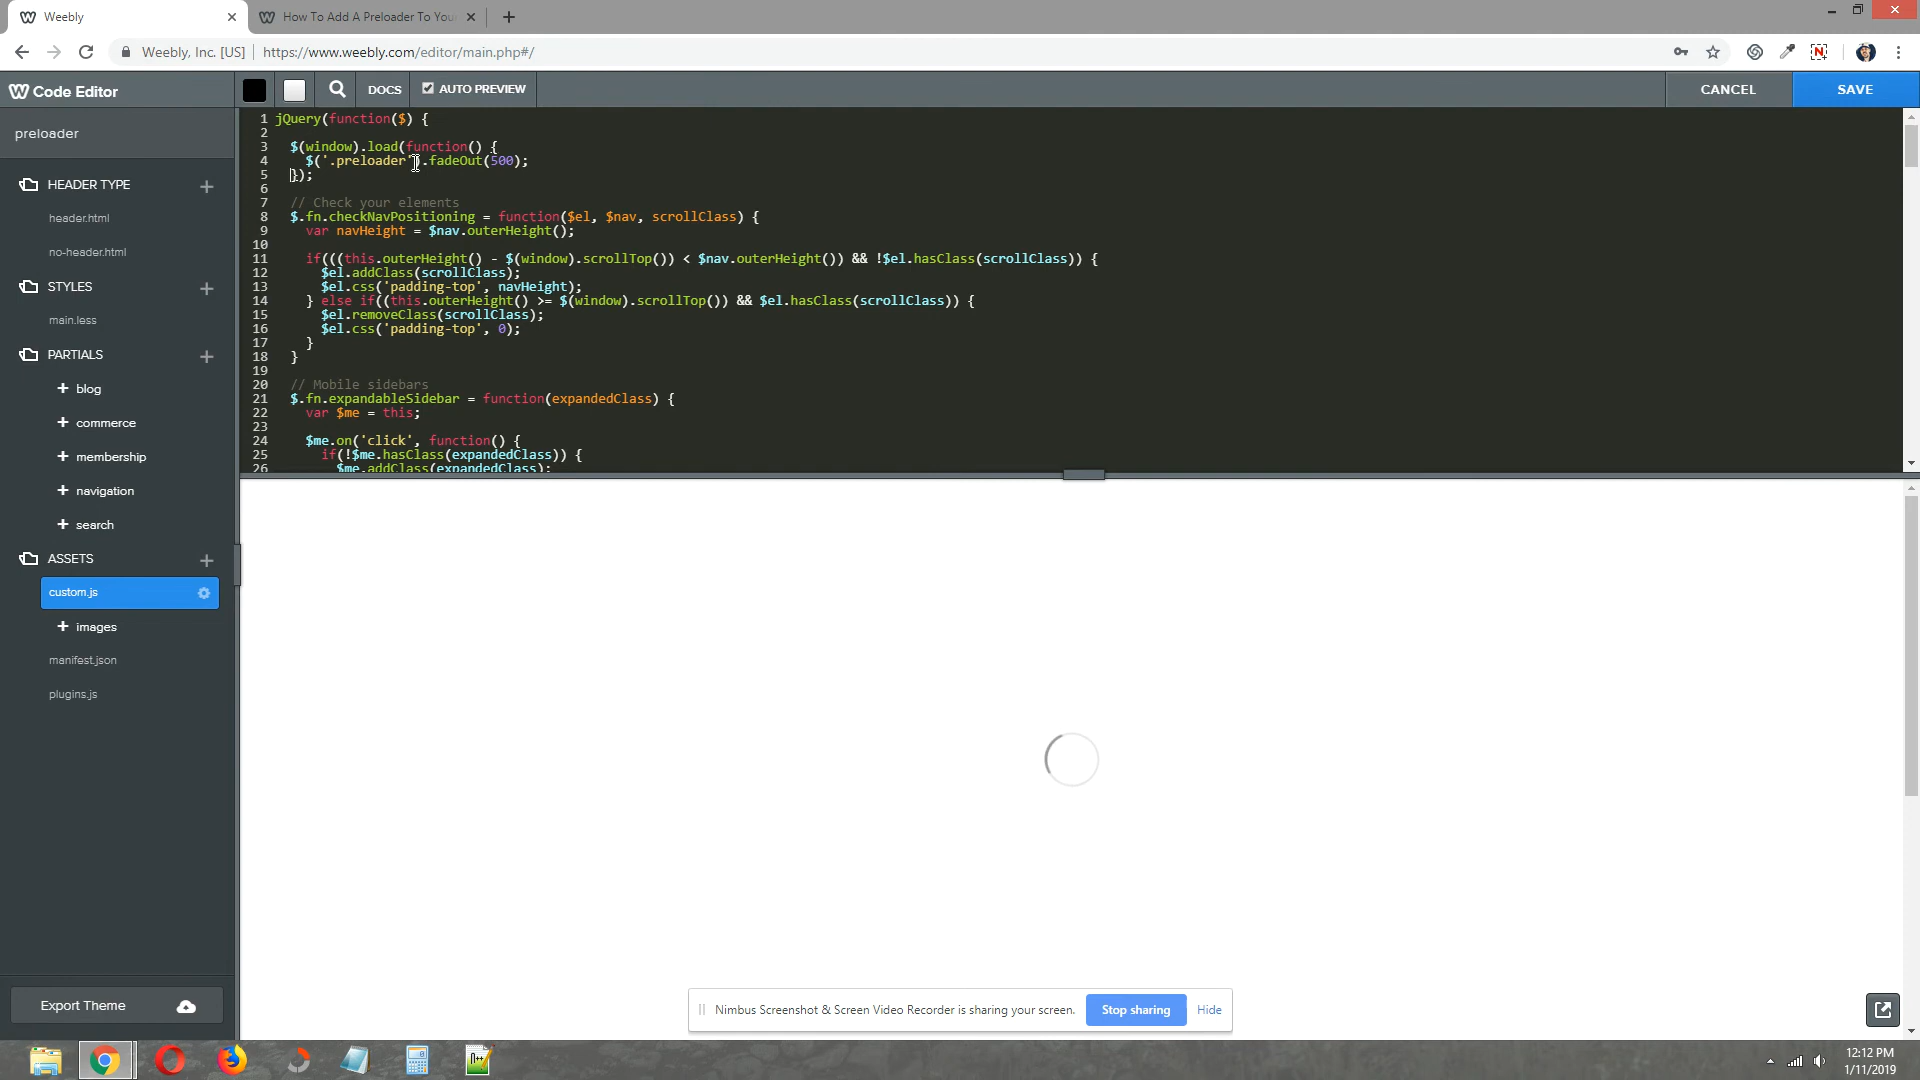 Weebly
How To Add A Preloader To You
Weebly, Inc. [US]
https://www.weebly.com/editor/main.php#/
Code Editor
DOCS
AUTO PREVIEW
CANCEL
SAVE
preloader
HEADER TYPE
header.html
no-header.html
STYLES
main.less
PARTIALS
blog
commerce
membership
navigation
search
ASSETS
custom.js
images
manifest.json
plugins.js
Export Theme
1 jQuery(function($) {
2
3 $(window).load(function() {
4 $('.preloader').fadeOut(500);
5 });
6
7 // Check your elements
8 $.fn.checkNavPositioning = function($el, $nav, scrollClass) {
9 var navHeight = $nav.outerHeight();
10
11 if(((this.outerHeight() - $(window).scrollTop()) < $nav.outerHeight()) && !$el.hasClass(scrollClass)) {
12 $el.addClass(scrollClass);
13 $el.css('padding-top', navHeight);
14 } else if((this.outerHeight() >= $(window).scrollTop()) && $el.hasClass(scrollClass)) {
15 $el.removeClass(scrollClass);
16 $el.css('padding-top', 0);
17 }
18 }
19
20 // Mobile sidebars
21 $.fn.expandableSidebar = function(expandedClass) {
22 var $me = this;
23
24 $me.on('click', function() {
25 if(!$me.hasClass(expandedClass)) {
26 $me.addClass(expandedClass);
Nimbus Screenshot & Screen Video Recorder is sharing your screen.
Stop sharing
Hide
12:12 PM
1/11/2019